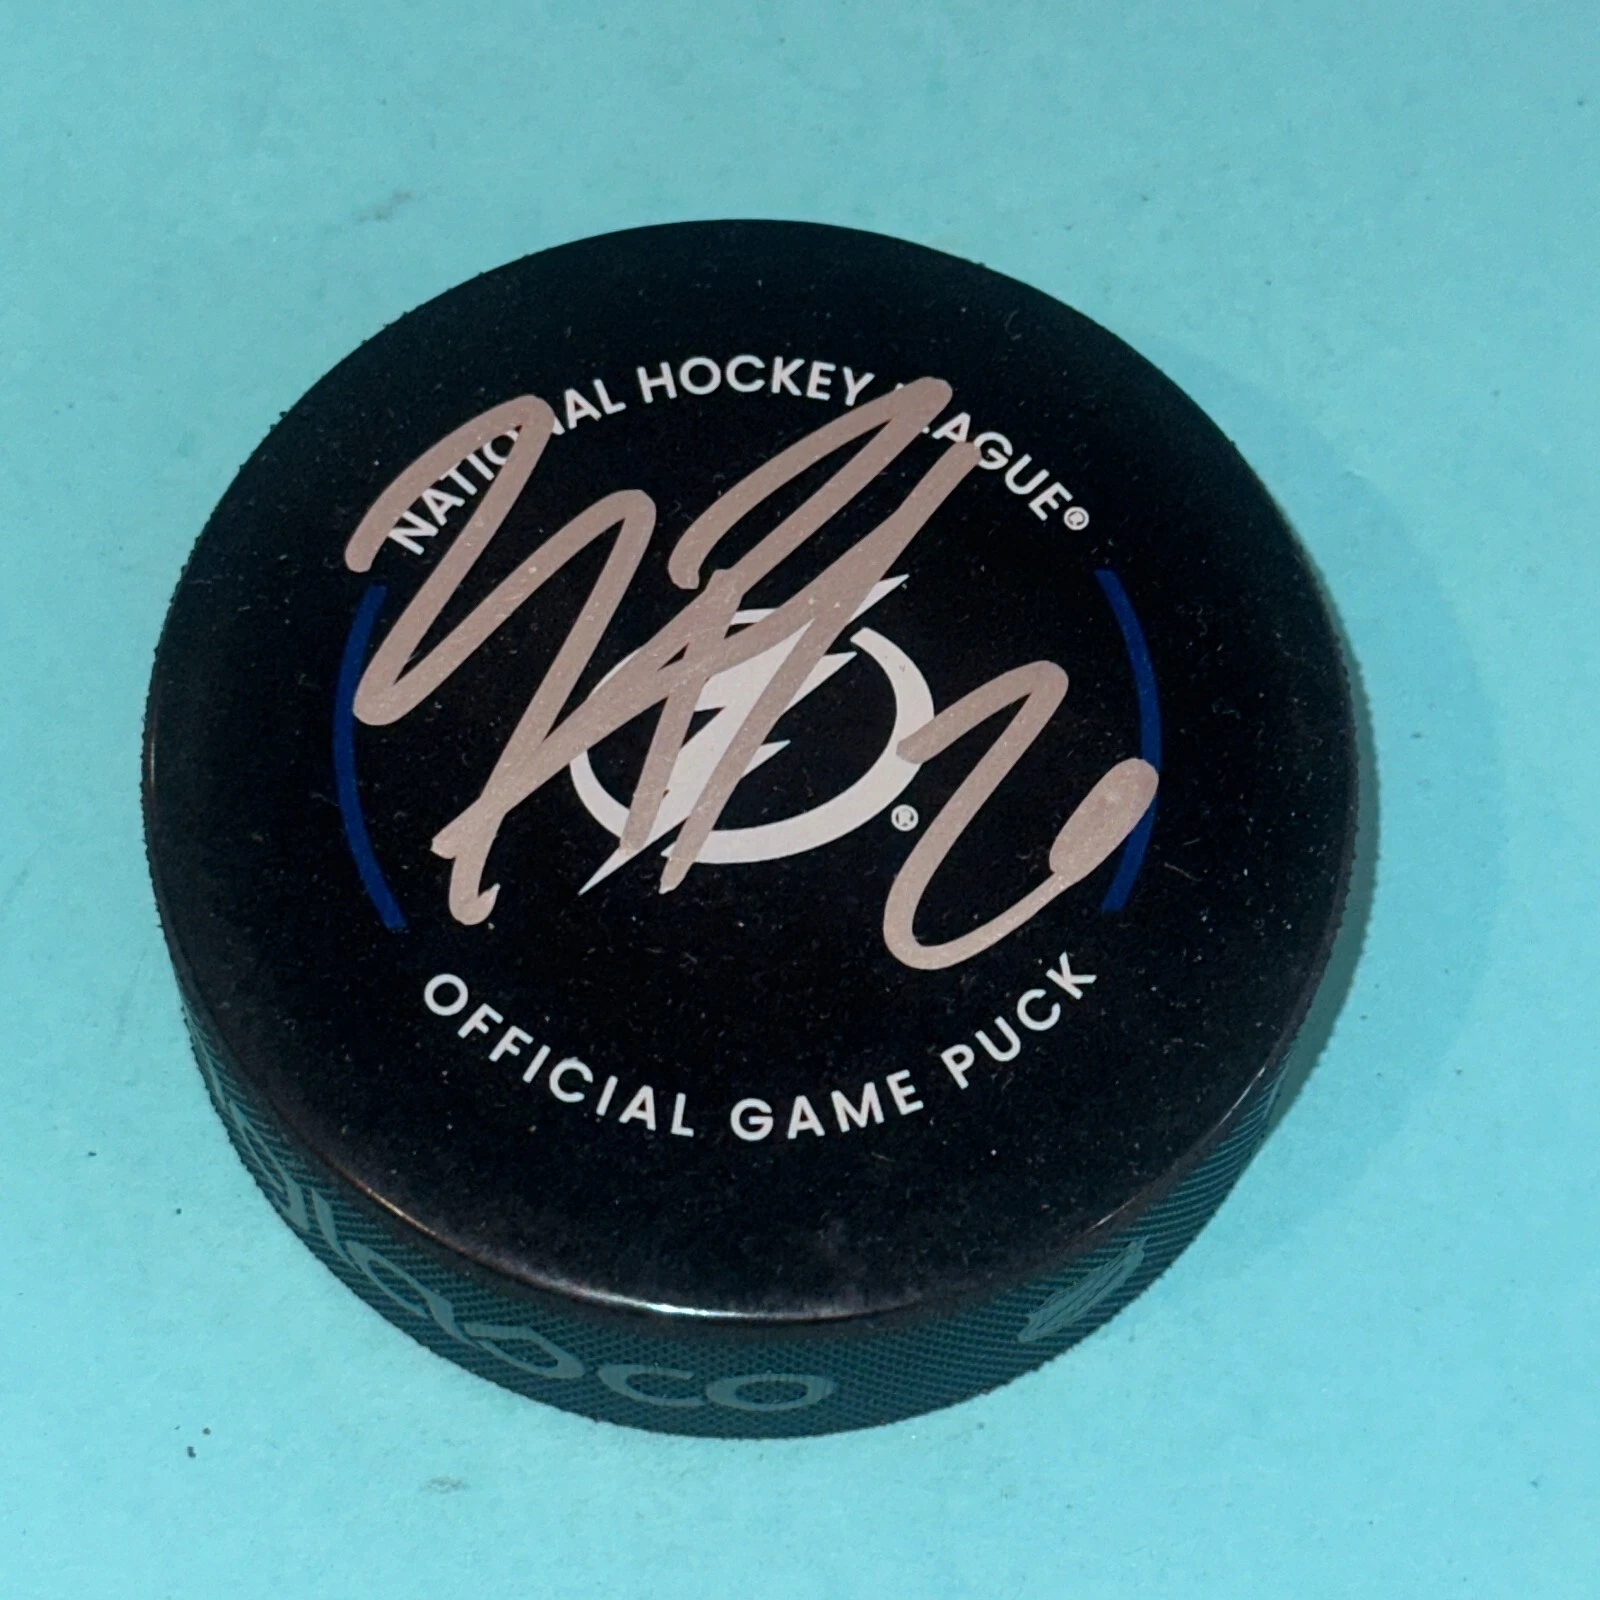 NATIONAL HOCKEY LEAGUE®
®
OFFICIAL GAME PUCK